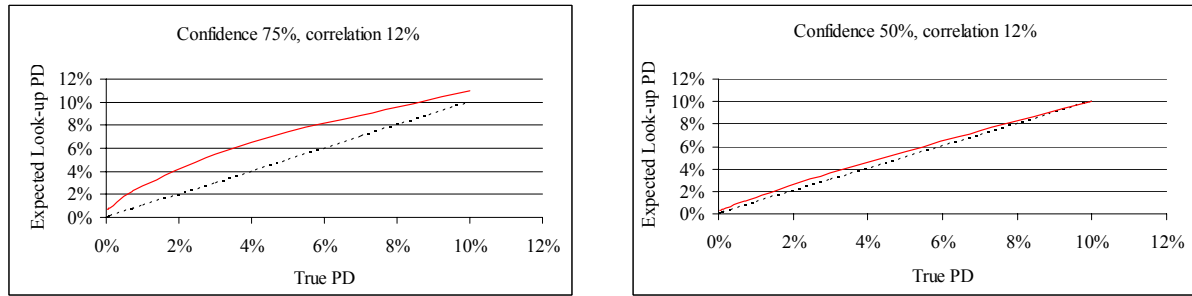 Confidence 75%, correlation 12%
Expected Look-up PD
12%
10%
8%
6%
4%
2%
0%
0% 2% 4% 6% 8% 10% 12%
True PD
Confidence 50%, correlation 12%
Expected Look-up PD
12%
10%
8%
6%
4%
2%
0%
0% 2% 4% 6% 8% 10% 12%
True PD